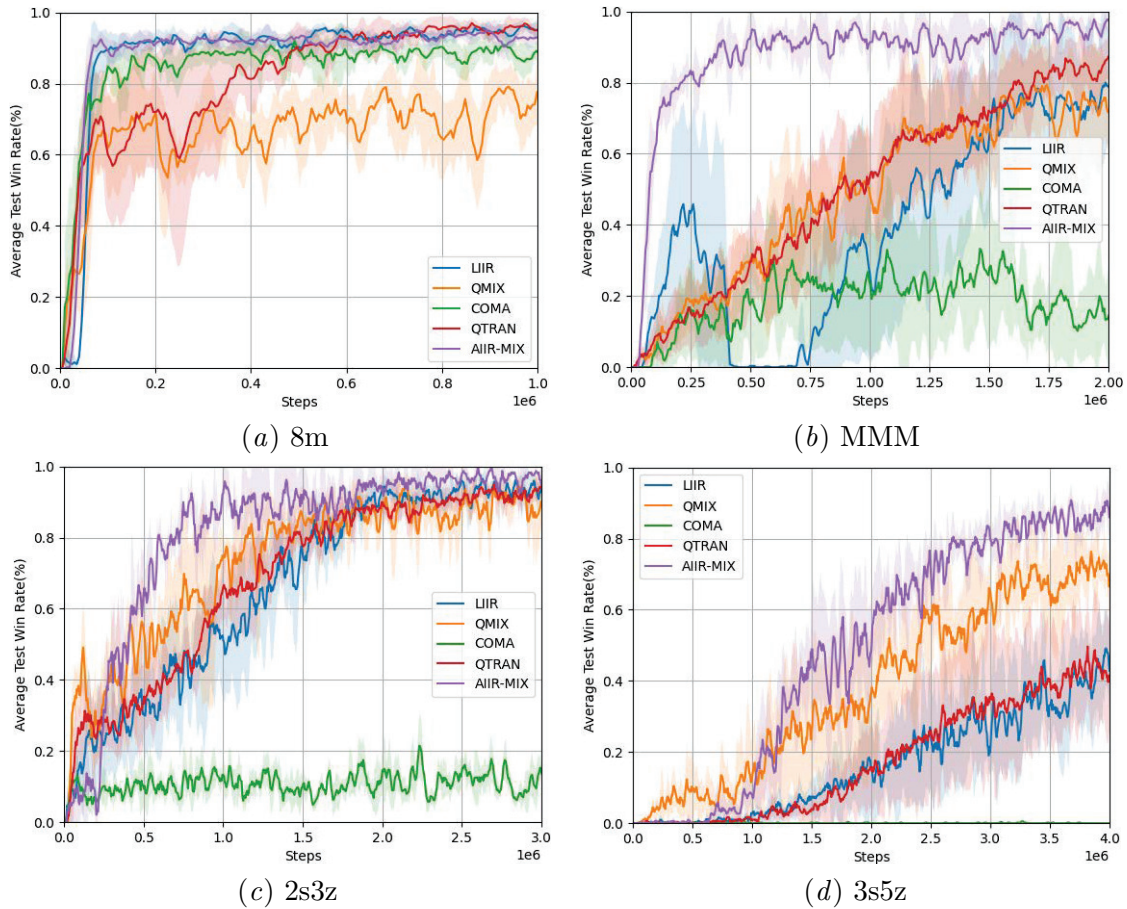 Average Test Win Rate(%)
1.0
0.8
0.6
0.4
0.2
0.0
LIIR
QMIX
COMA
QTRAN
AIIR-MIX
0.0 0.2 0.4 0.6 0.8 1.0
Steps
1e6
(a) 8m
Average Test Win Rate(%)
1.0
0.8
0.6
0.4
0.2
0.0
LIIR
QMIX
COMA
QTRAN
AIIR-MIX
0.00 0.25 0.50 0.75 1.00 1.25 1.50 1.75 2.00
Steps
1e6
(b) MMM
Average Test Win Rate(%)
1.0
0.8
0.6
0.4
0.2
0.0
LIIR
QMIX
COMA
QTRAN
AIIR-MIX
0.0 0.5 1.0 1.5 2.0 2.5 3.0
Steps
1e6
(c) 2s3z
Average Test Win Rate(%)
1.0
0.8
0.6
0.4
0.2
0.0
LIIR
QMIX
COMA
QTRAN
AIIR-MIX
0.0 0.5 1.0 1.5 2.0 2.5 3.0 3.5 4.0
Steps
1e6
(d) 3s5z